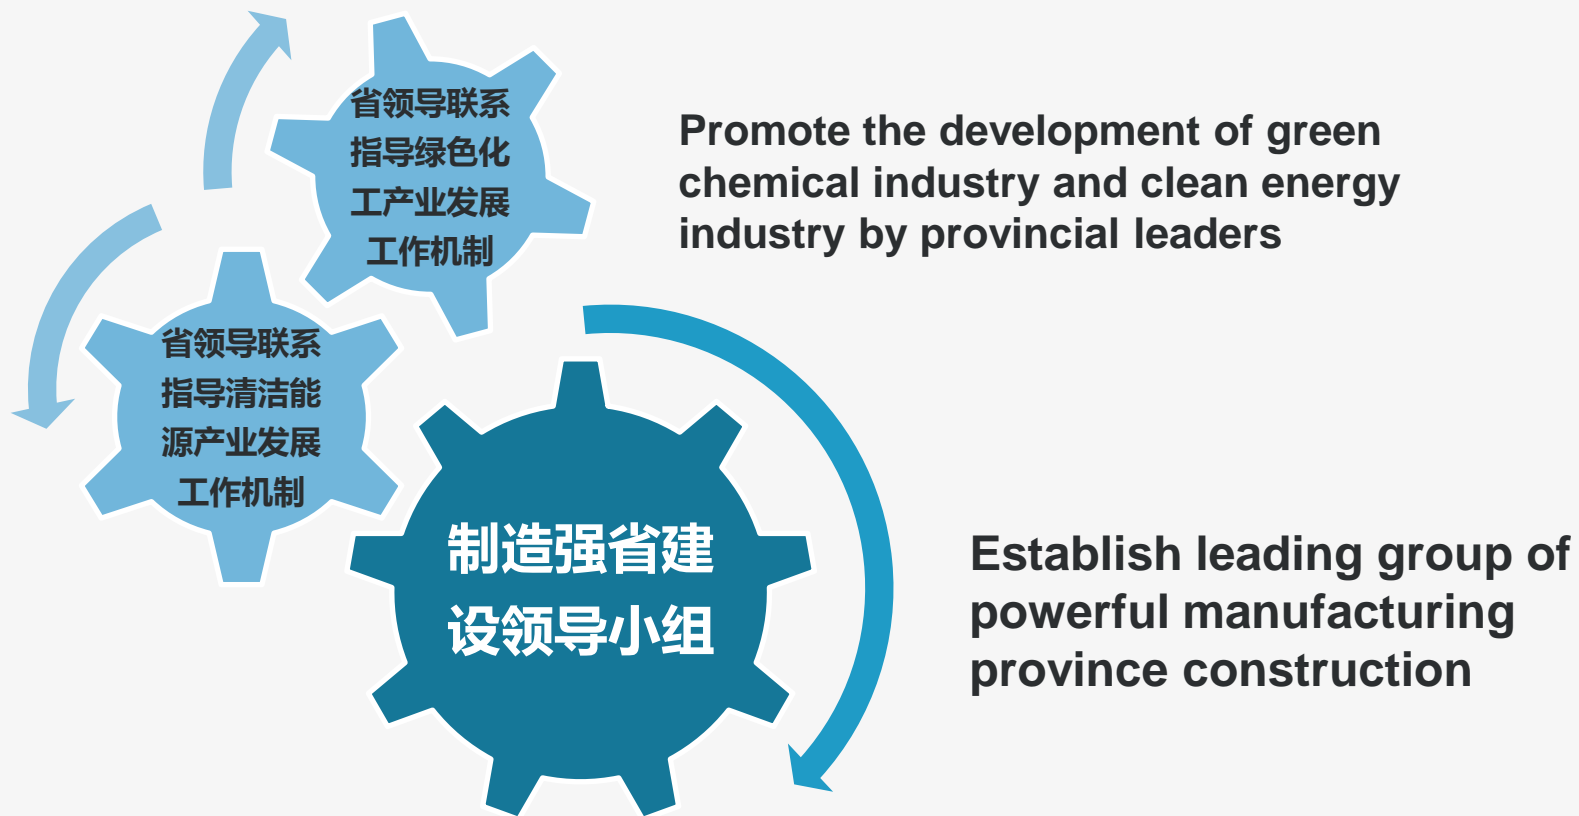 省领导联系
指导绿色化
工产业发展
工作机制
Promote the development of green
chemical industry and clean energy
industry by provincial leaders
省领导联系
指导清洁能
源产业发展
工作机制
制造强省建
设领导小组
Establish leading group of
powerful manufacturing
province construction